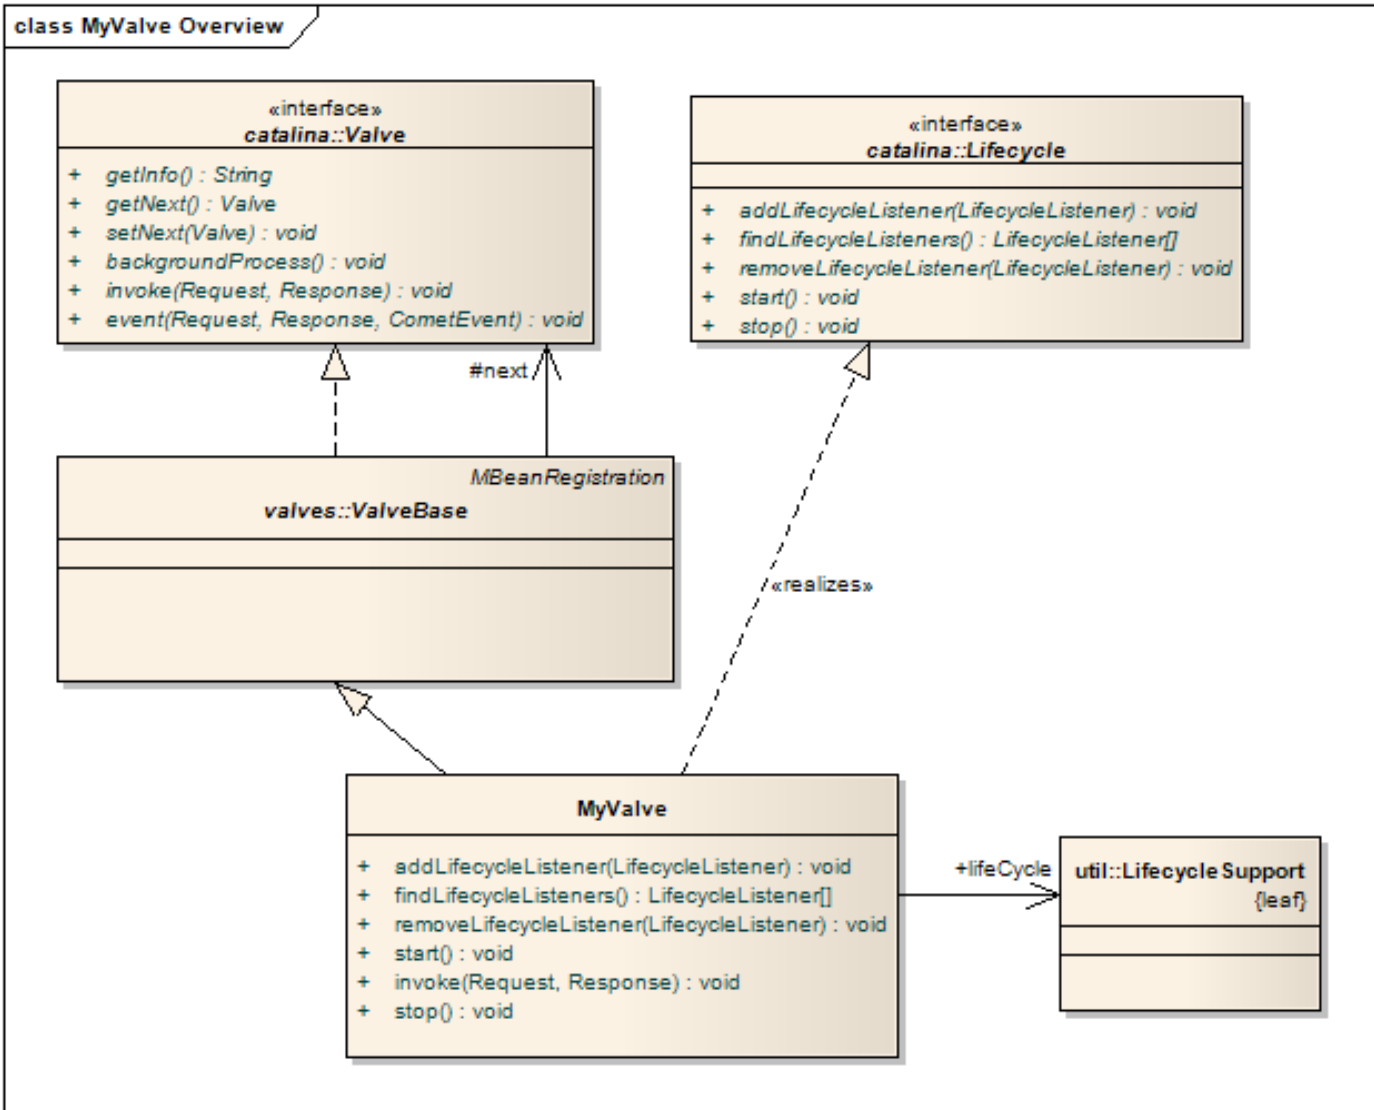 class MyValve Overview
«interface»
catalina::Valve
+ getInfo() : String
+ getNext() : Valve
+ setNext(Valve) : void
+ backgroundProcess() : void
+ invoke(Request, Response) : void
+ event(Request, Response, CometEvent) : void
«interface»
catalina::Lifecycle
+ addLifecycleListener(LifecycleListener) : void
+ findLifecycleListeners() : LifecycleListener[]
+ removeLifecycleListener(LifecycleListener) : void
+ start() : void
+ stop() : void
#next
MBeanRegistration
valves::ValveBase
«realizes»
MyValve
+ addLifecycleListener(LifecycleListener) : void
+ findLifecycleListeners() : LifecycleListener[]
+ removeLifecycleListener(LifecycleListener) : void
+ start() : void
+ invoke(Request, Response) : void
+ stop() : void
+lifeCycle
util::LifecycleSupport
{leaf}